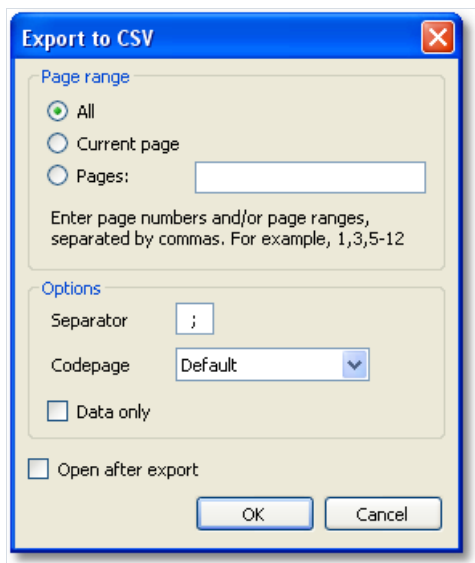 Export to CSV
Page range
All
Current page
Pages:
Enter page numbers and/or page ranges,
separated by commas. For example, 1,3,5-12
Options
Separator ;
Codepage Default
Data only
Open after export
OK Cancel